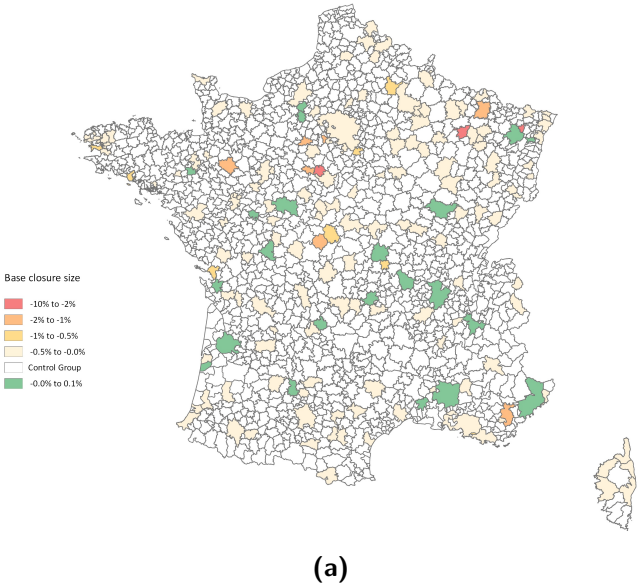 Base closure size
-10% to -2%
-2% to -1%
-1% to -0.5%
-0.5% to -0.0%
Control Group
-0.0% to 0.1%
(a)